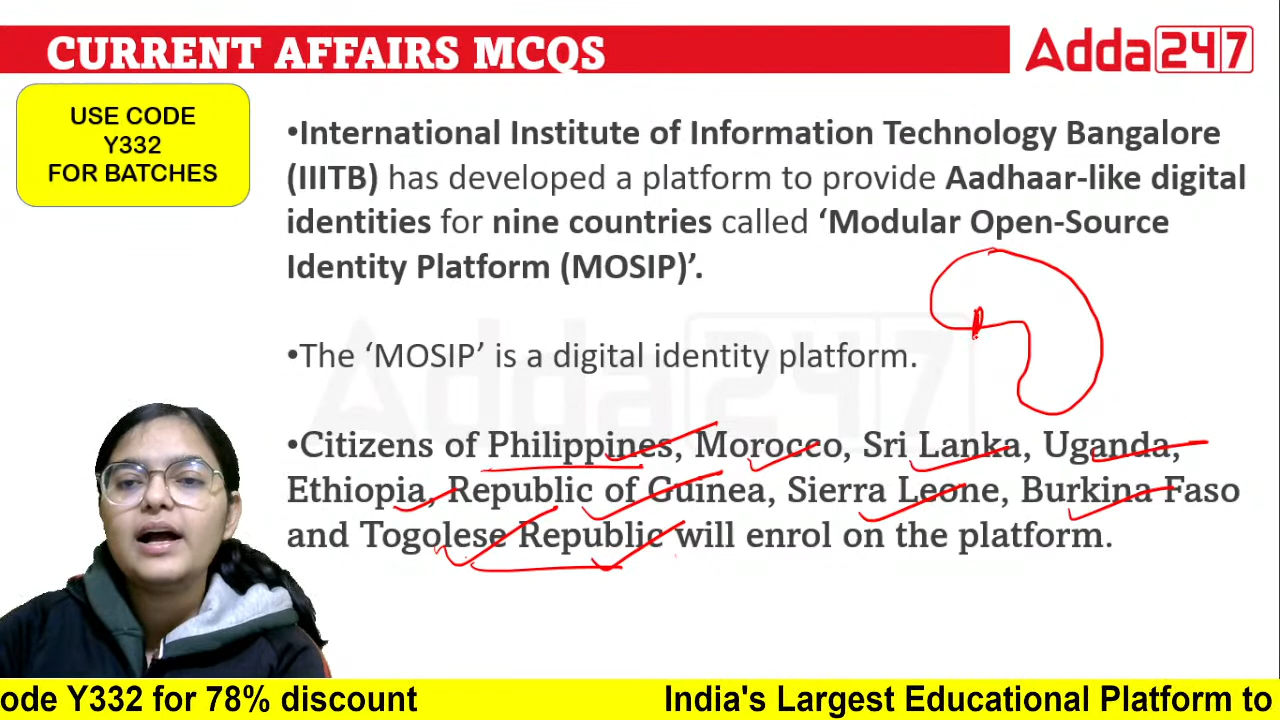 CURRENT AFFAIRS MCQS
Adda247
USE CODE
Y332
FOR BATCHES
•International Institute of Information Technology Bangalore
(IIITB) has developed a platform to provide Aadhaar-like digital
identities for nine countries called ‘Modular Open-Source
Identity Platform (MOSIP)’.
•The ‘MOSIP’ is a digital identity platform.
Adda247
•Citizens of Philippines, Morocco, Sri Lanka, Uganda,
Ethiopia, Republic of Guinea, Sierra Leone, Burkina Faso
and Togolese Republic will enrol on the platform.
ode Y332 for 78% discount India's Largest Educational Platform to